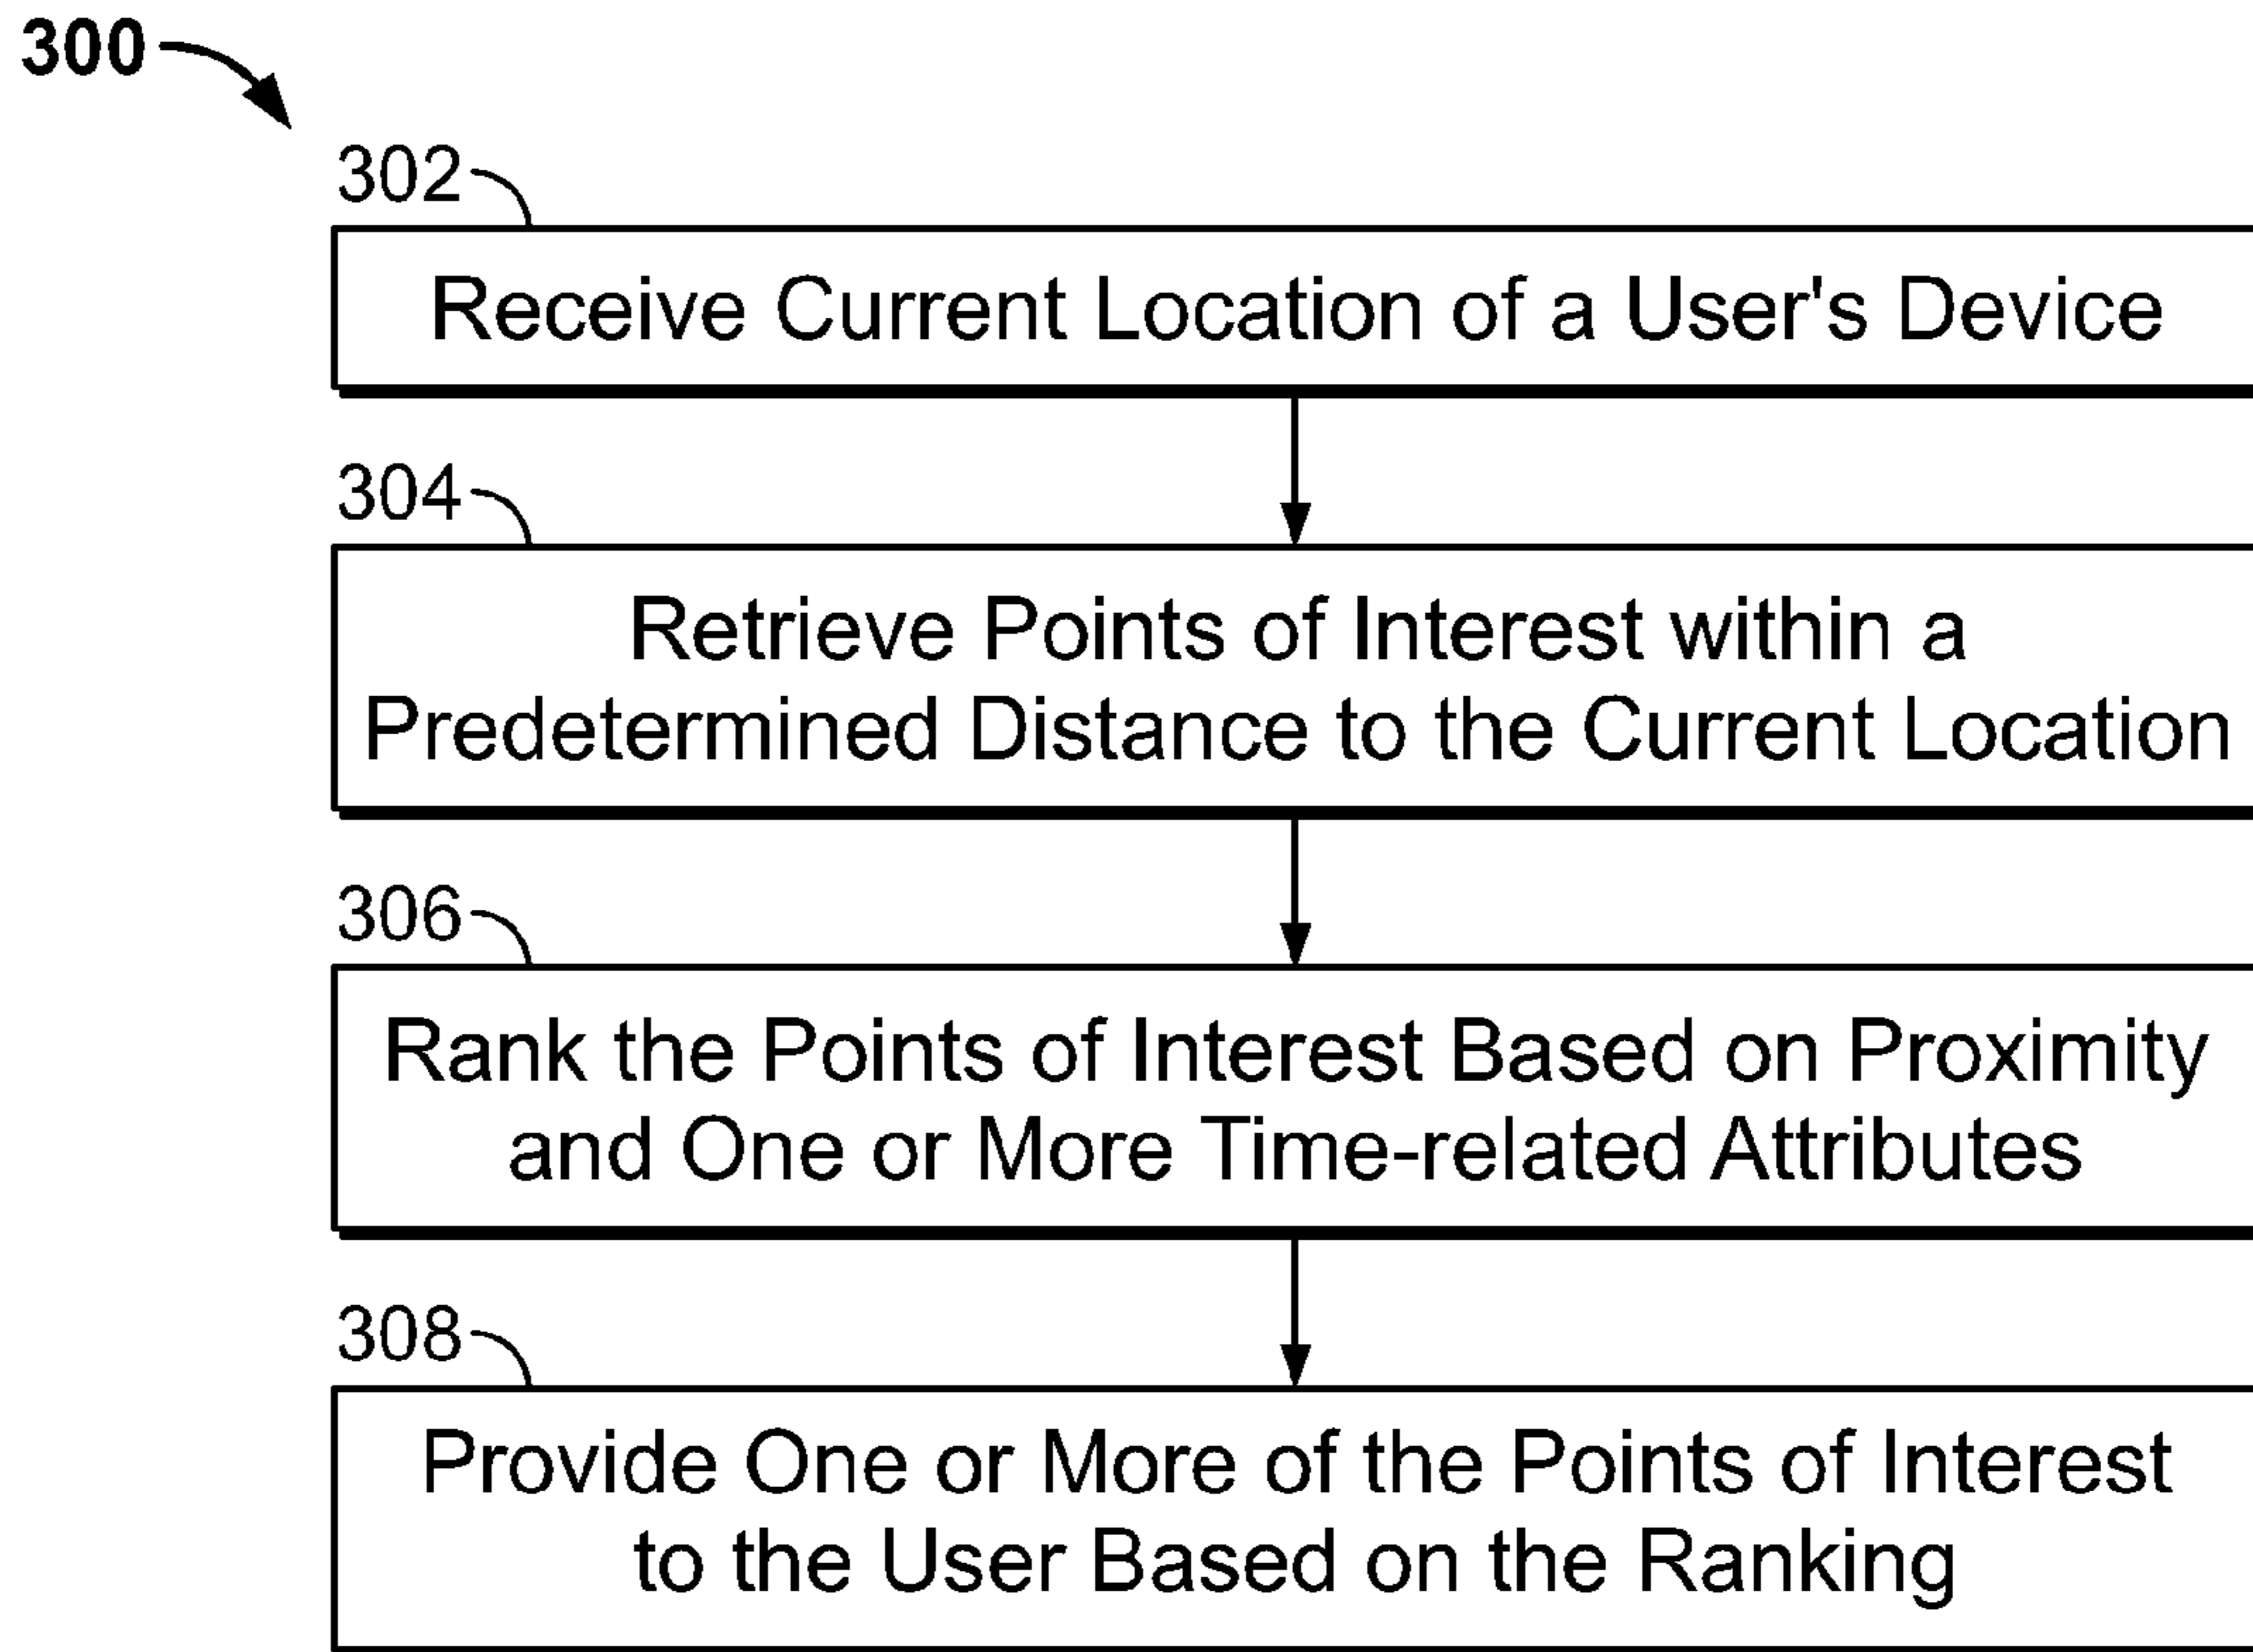 300
302
Receive Current Location of a User's Device
304
Retrieve Points of Interest within a
Predetermined Distance to the Current Location
306
Rank the Points of Interest Based on Proximity
and One or More Time-related Attributes
308
Provide One or More of the Points of Interest
to the User Based on the Ranking